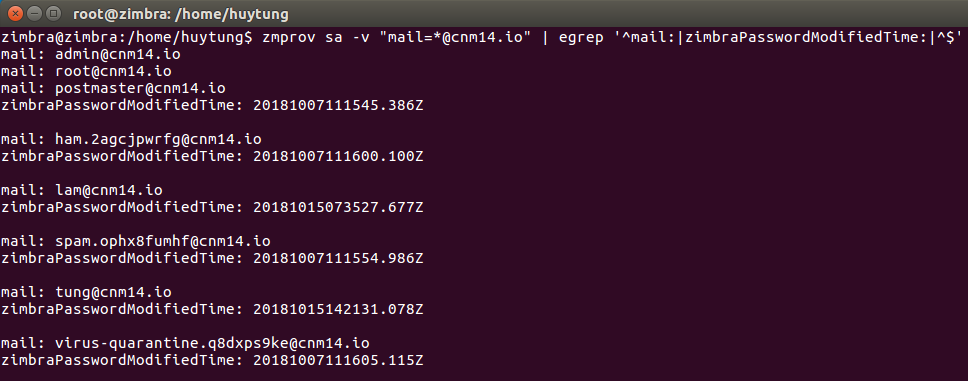 root@zimbra: /home/huytung
zimbra@zimbra:/home/huytung$ zmprov sa -v "mail=*@cnm14.io" | egrep '^mail:|zimbraPasswordModifiedTime:|^$'
mail: admin@cnm14.io
mail: root@cnm14.io
mail: postmaster@cnm14.io
zimbraPasswordModifiedTime: 20181007111545.386Z
mail: ham.2agcjpwrfg@cnm14.io
zimbraPasswordModifiedTime: 20181007111600.100Z
mail: lam@cnm14.io
zimbraPasswordModifiedTime: 20181015073527.677Z
mail: spam.ophx8fumhf@cnm14.io
zimbraPasswordModifiedTime: 20181007111554.986Z
mail: tung@cnm14.io
zimbraPasswordModifiedTime: 20181015142131.078Z
mail: virus-quarantine.q8dxps9ke@cnm14.io
zimbraPasswordModifiedTime: 20181007111605.115Z